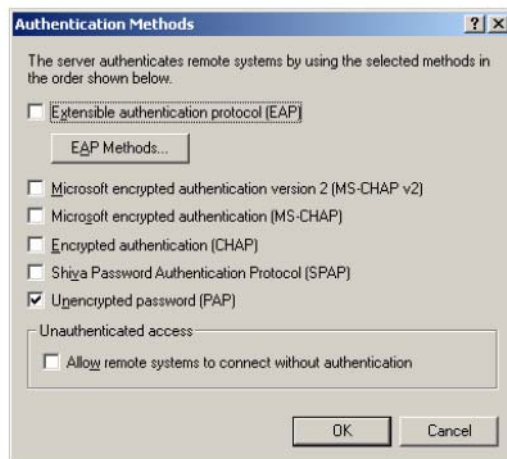 Authentication Methods
The server authenticates remote systems by using the selected methods in
the order shown below.
Extensible authentication protocol (EAP)
EAP Methods...
Microsoft encrypted authentication version 2 (MS-CHAP v2)
Microsoft encrypted authentication (MS-CHAP)
Encrypted authentication (CHAP)
Shiva Password Authentication Protocol (SPAP)
Unencrypted password (PAP)
Unauthenticated access
Allow remote systems to connect without authentication
OK
Cancel